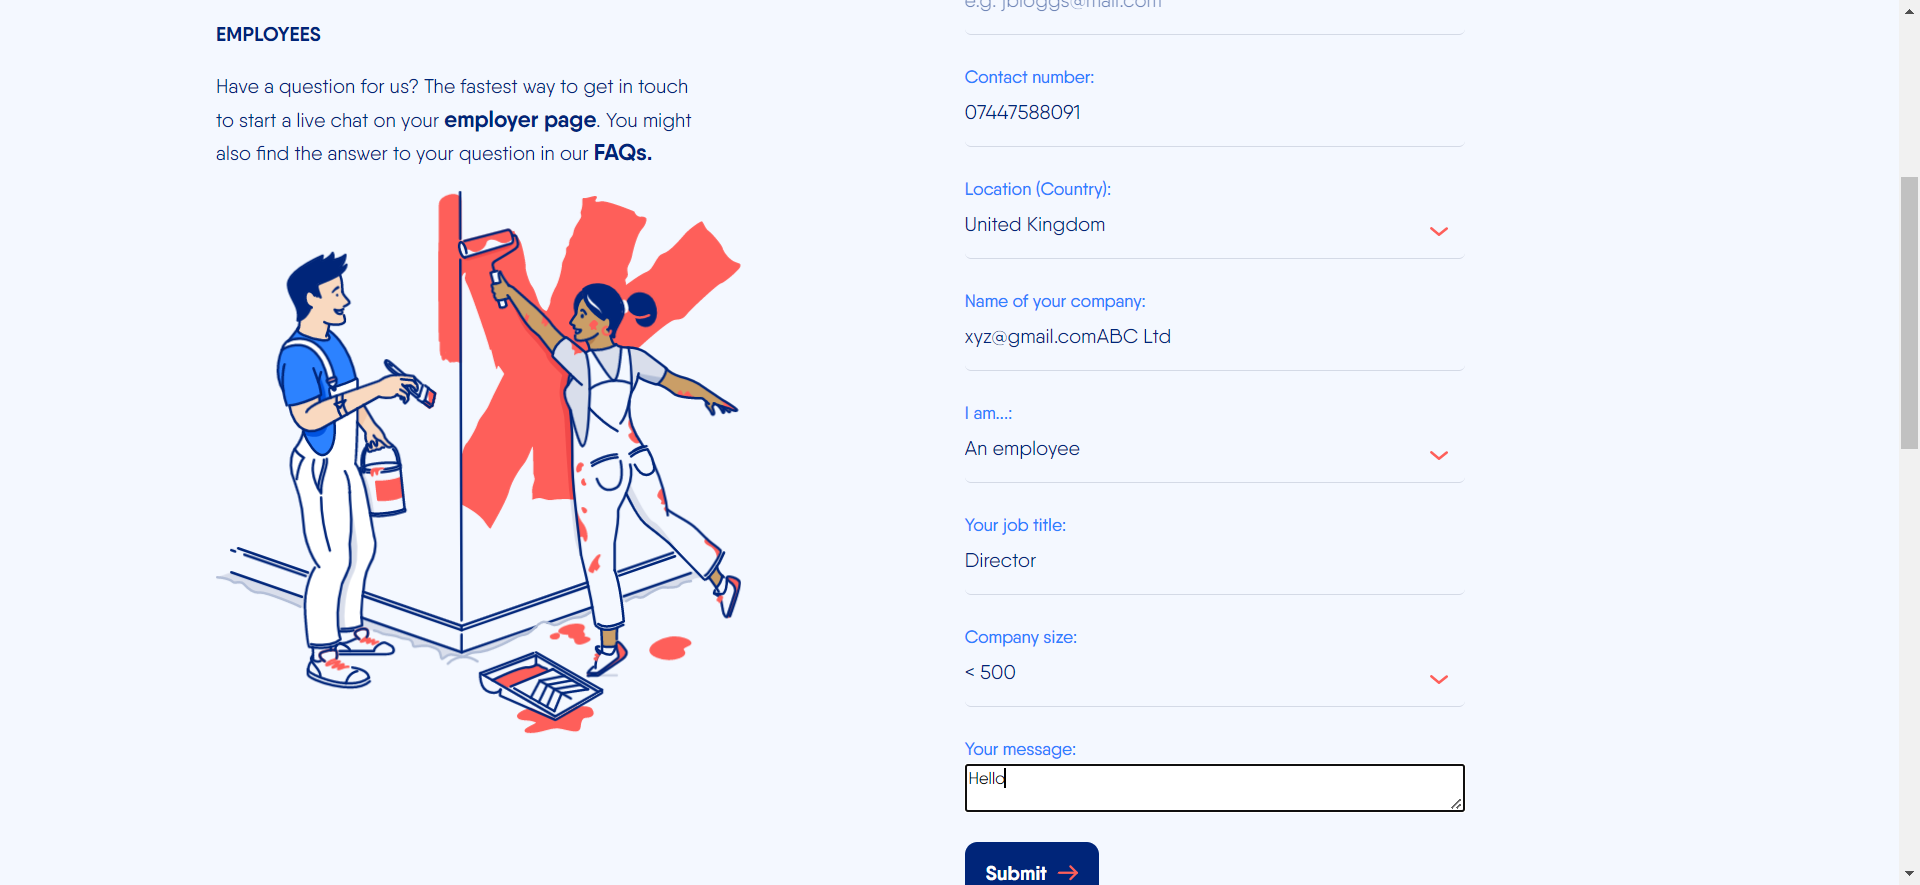 EMPLOYEES
Have a question for us? The fastest way to get in touch
to start a live chat on your employer page. You might
also find the answer to your question in our FAQs.
e.g. jbloggs@mail.com
Contact number:
07447588091
Location (Country):
United Kingdom
Name of your company:
xyz@gmail.comABC Ltd
I am...:
An employee
Your job title:
Director
Company size:
< 500
Your message:
Hello
Submit